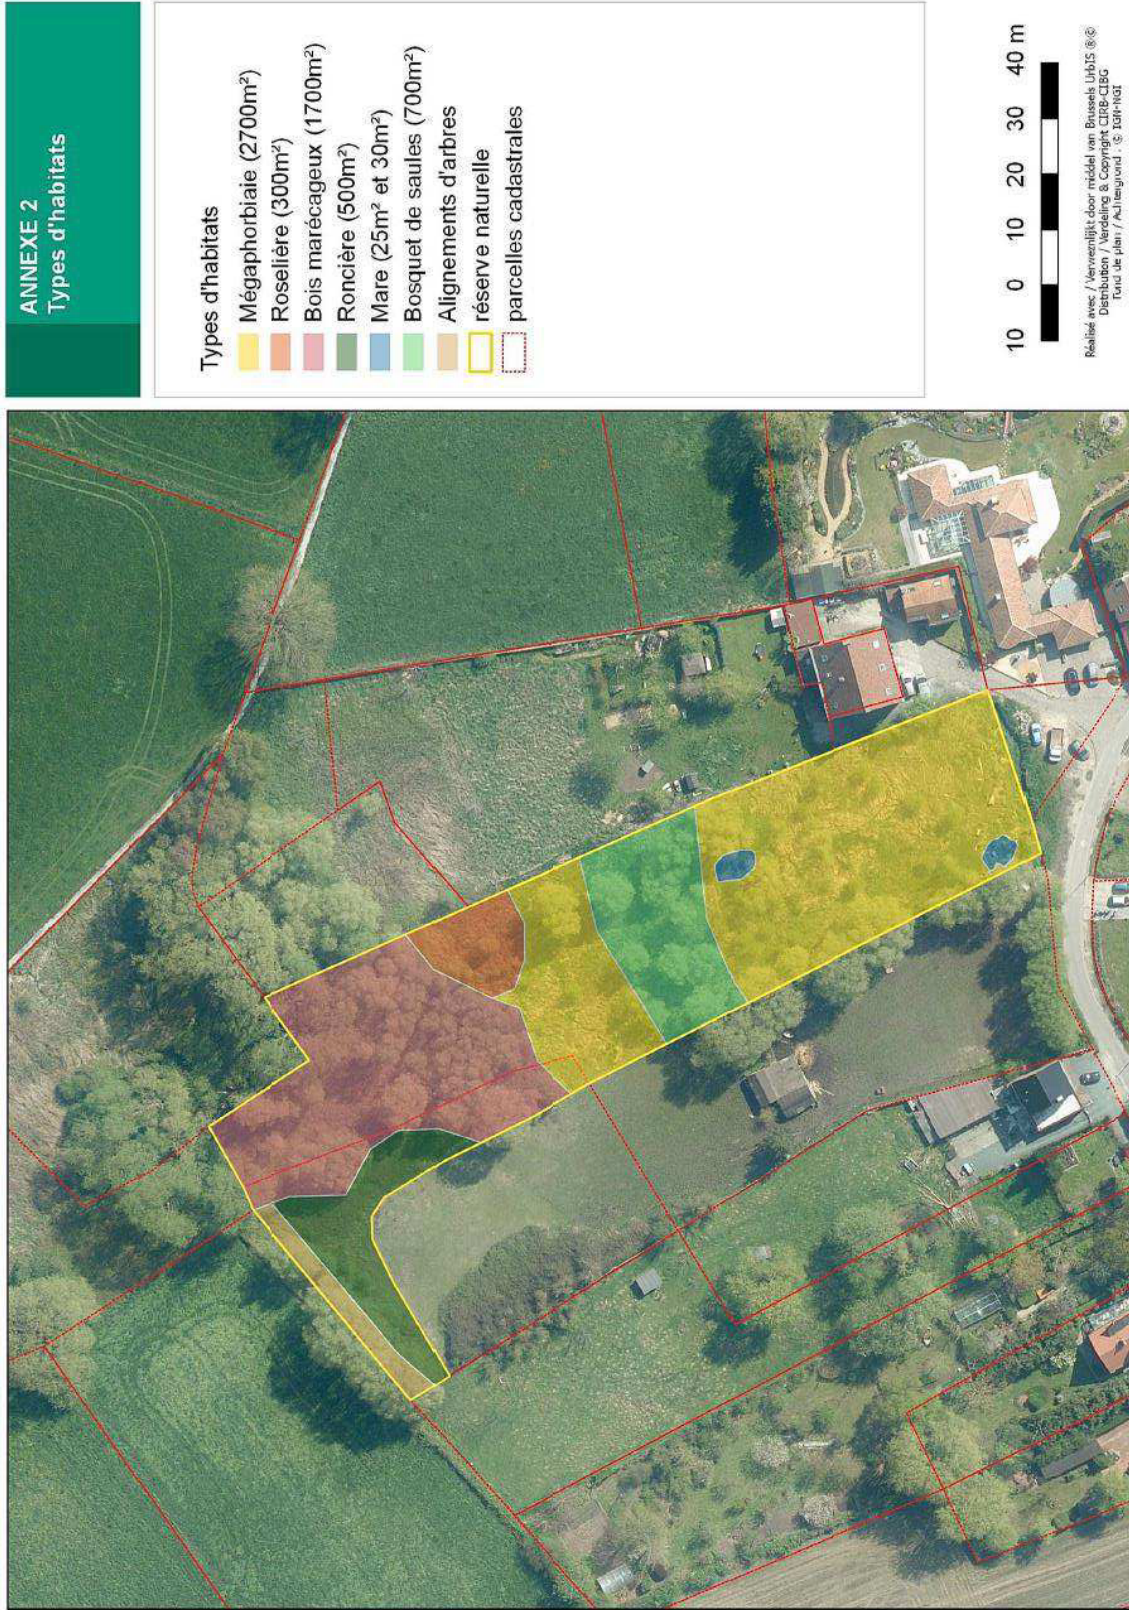 ANNEXE 2
Types d'habitats
Types d'habitats
Mégaphorbiaie (2700m²)
Roselière (300m²)
Bois marécageux (1700m²)
Roncière (500m²)
Mare (25m² et 30m²)
Bosquet de saules (700m²)
Alignements d'arbres
réserve naturelle
parcelles cadastrales
10 0 10 20 30 40 m
Réalisé avec / Verwezenlijkt door middel van Brussels UrbIS ®©
Distribution / Verdeling & Copyright CIRB-CIBG
Fond de plan / Achtergrond : © IGN-NGI